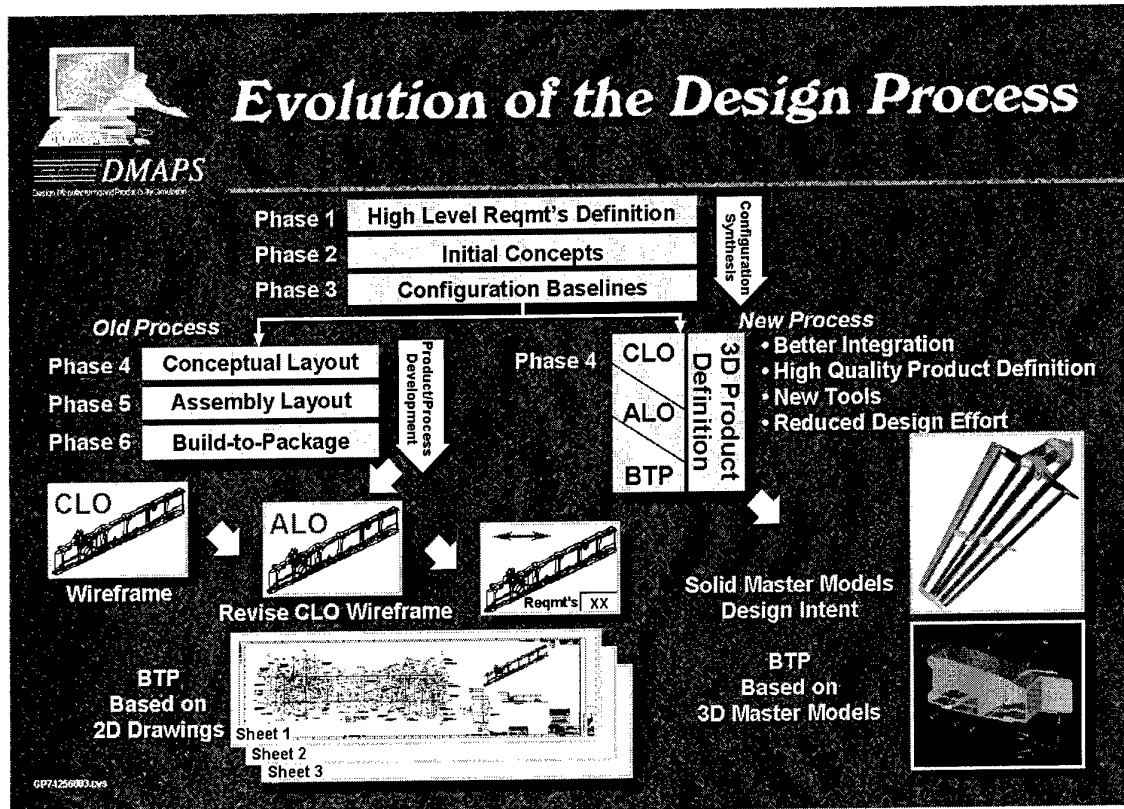 Evolution of the Design Process
DMAPS
Phase 1
High Level Reqmt's Definition
Phase 2
Initial Concepts
Phase 3
Configuration Baselines
Configuration
Synthesis
Old Process
Phase 4
Conceptual Layout
Phase 5
Assembly Layout
Phase 6
Build-to-Package
Product/Process
Development
Phase 4
CLO
ALO
BTP
3D Product
Definition
New Process
• Better Integration
• High Quality Product Definition
• New Tools
• Reduced Design Effort
CLO
Wireframe
ALO
Revise CLO Wireframe
Reqmt's XX
Solid Master Models
Design Intent
BTP
Based on
2D Drawings
Sheet 1
Sheet 2
Sheet 3
BTP
Based on
3D Master Models
GP74256003.cvs